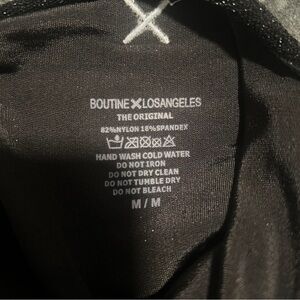 BOUTINE X LOSANGELES
THE ORIGINAL
82%NYLON 18%SPANDEX
HAND WASH COLD WATER
DO NOT IRON
DO NOT DRY CLEAN
DO NOT TUMBLE DRY
DO NOT BLEACH
M / M